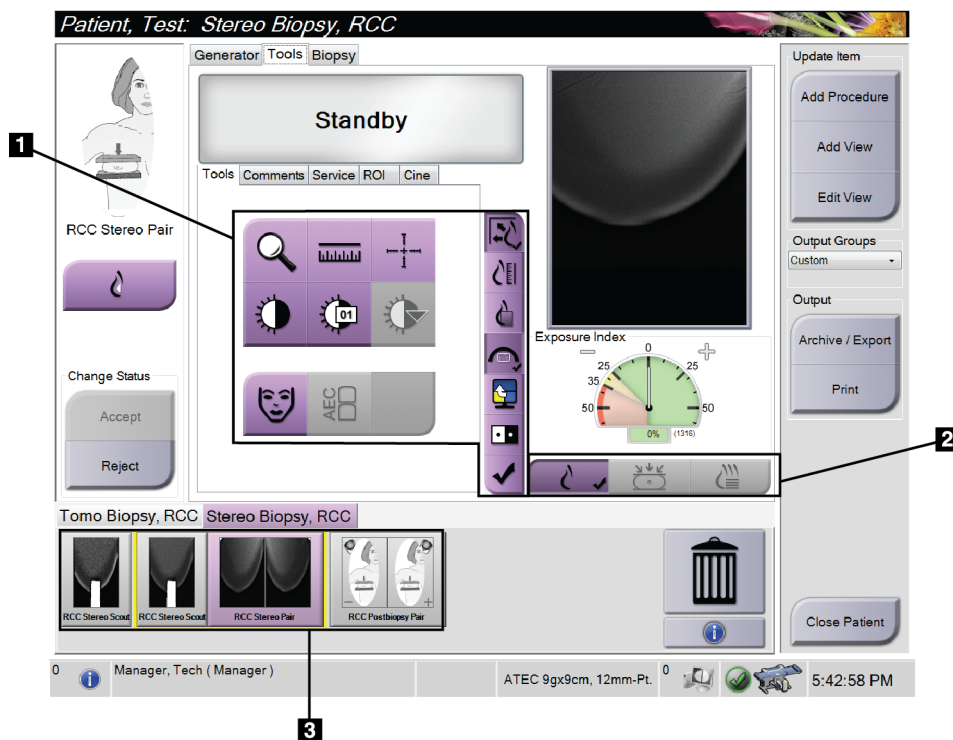 Patient, Test: Stereo Biopsy, RCC
Generator Tools Biopsy
Standby
Tools Comments Service ROI Cine
1
RCC Stereo Pair
01
AEC
Change Status
Accept
Reject
Exposure Index
0
25 25
35
50 50
0% (1316)
2
Update Item
Add Procedure
Add View
Edit View
Output Groups
Custom
Output
Archive / Export
Print
Tomo Biopsy, RCC Stereo Biopsy, RCC
RCC Stereo Scout RCC Stereo Scout RCC Stereo Pair RCC Postbiopsy Pair
Close Patient
0 Manager, Tech ( Manager ) ATEC 9gx9cm, 12mm-Pt. 0 5:42:58 PM
3